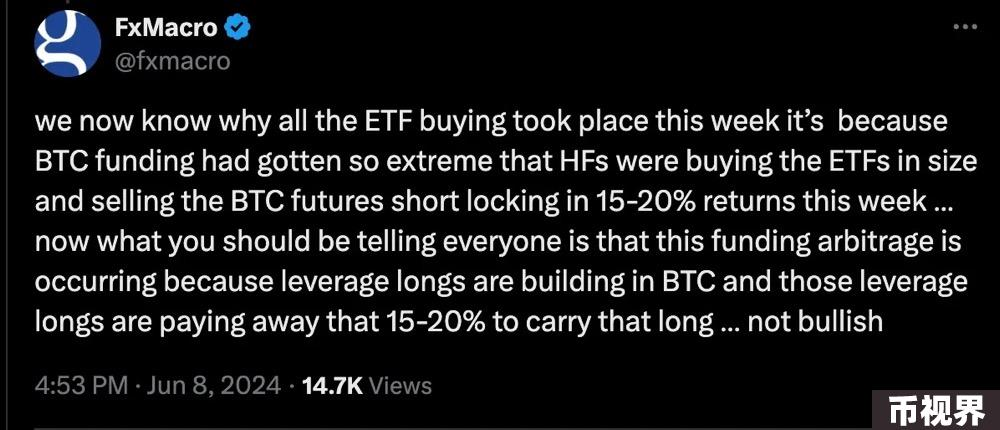 FxMacro
@fxmacro
we now know why all the ETF buying took place this week it’s  because
BTC funding had gotten so extreme that HFs were buying the ETFs in size
and selling the BTC futures short locking in 15-20% returns this week ...
now what you should be telling everyone is that this funding arbitrage is
occurring because leverage longs are building in BTC and those leverage
longs are paying away that 15-20% to carry that long ... not bullish
4:53 PM · Jun 8, 2024 · 14.7K Views
币视界